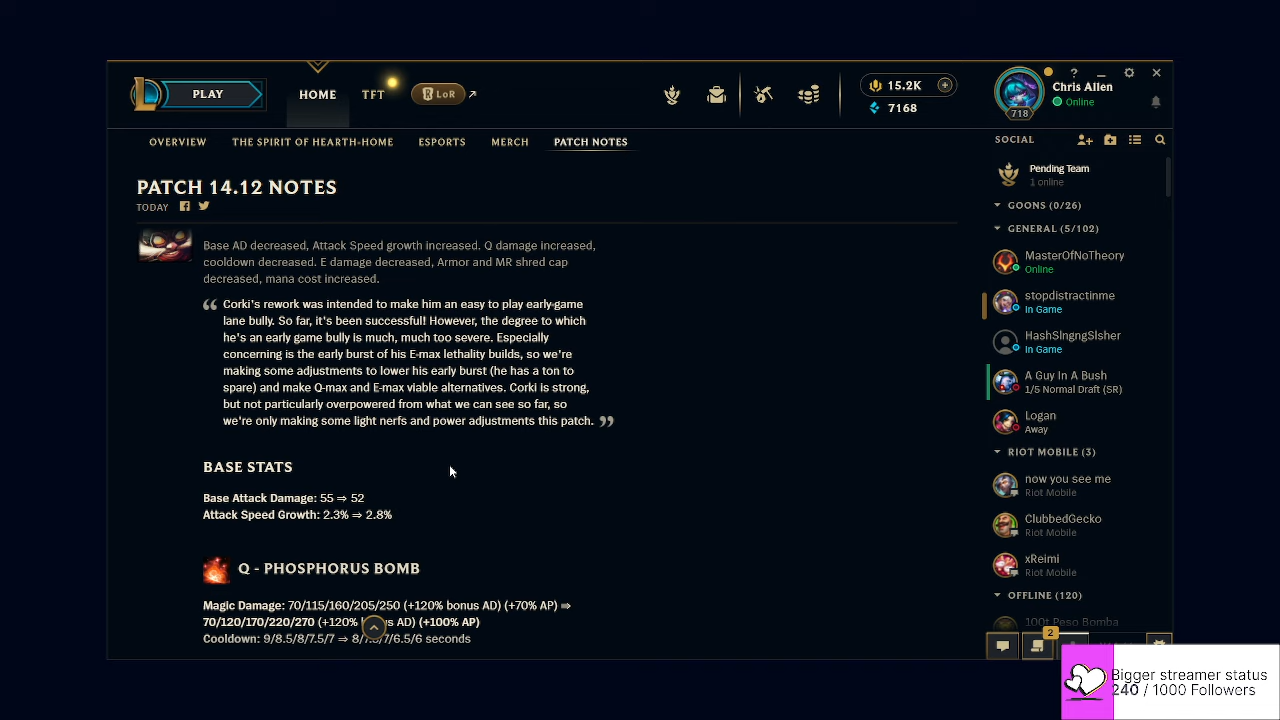 PLAY
HOME
TFT
LoR
15.2K
7168
Chris Allen
Online
718
OVERVIEW
THE SPIRIT OF HEARTH-HOME
ESPORTS
MERCH
PATCH NOTES
SOCIAL
PATCH 14.12 NOTES
TODAY
Base AD decreased, Attack Speed growth increased. Q damage increased,
cooldown decreased. E damage decreased, Armor and MR shred cap
decreased, mana cost increased.
Corki's rework was intended to make him an easy to play early-game
lane bully. So far, it's been successful! However, the degree to which
he's an early game bully is much, much too severe. Especially
concerning is the early burst of his E-max lethality builds, so we're
making some adjustments to lower his early burst (he has a ton to
spare) and make Q-max and E-max viable alternatives. Corki is strong,
but not particularly overpowered from what we can see so far, so
we're only making some light nerfs and power adjustments this patch.
BASE STATS
Base Attack Damage: 55 ⇒ 52
Attack Speed Growth: 2.3% ⇒ 2.8%
Q - PHOSPHORUS BOMB
Magic Damage: 70/115/160/205/250 (+120% bonus AD) (+70% AP) ⇒
70/120/170/220/270 (+120% bonus AD) (+100% AP)
Cooldown: 9/8.5/8/7.5/7 ⇒ 8/7.5/7/6.5/6 seconds
Pending Team
1 online
GOONS (0/26)
GENERAL (5/102)
MasterOfNoTheory
Online
stopdistractinme
In Game
HashSlngngSlsher
In Game
A Guy In A Bush
1/5 Normal Draft (SR)
Logan
Away
RIOT MOBILE (3)
now you see me
Riot Mobile
ClubbedGecko
Riot Mobile
xReimi
Riot Mobile
OFFLINE (120)
100t Peso Bomba
2
Bigger streamer status
240 / 1000 Followers